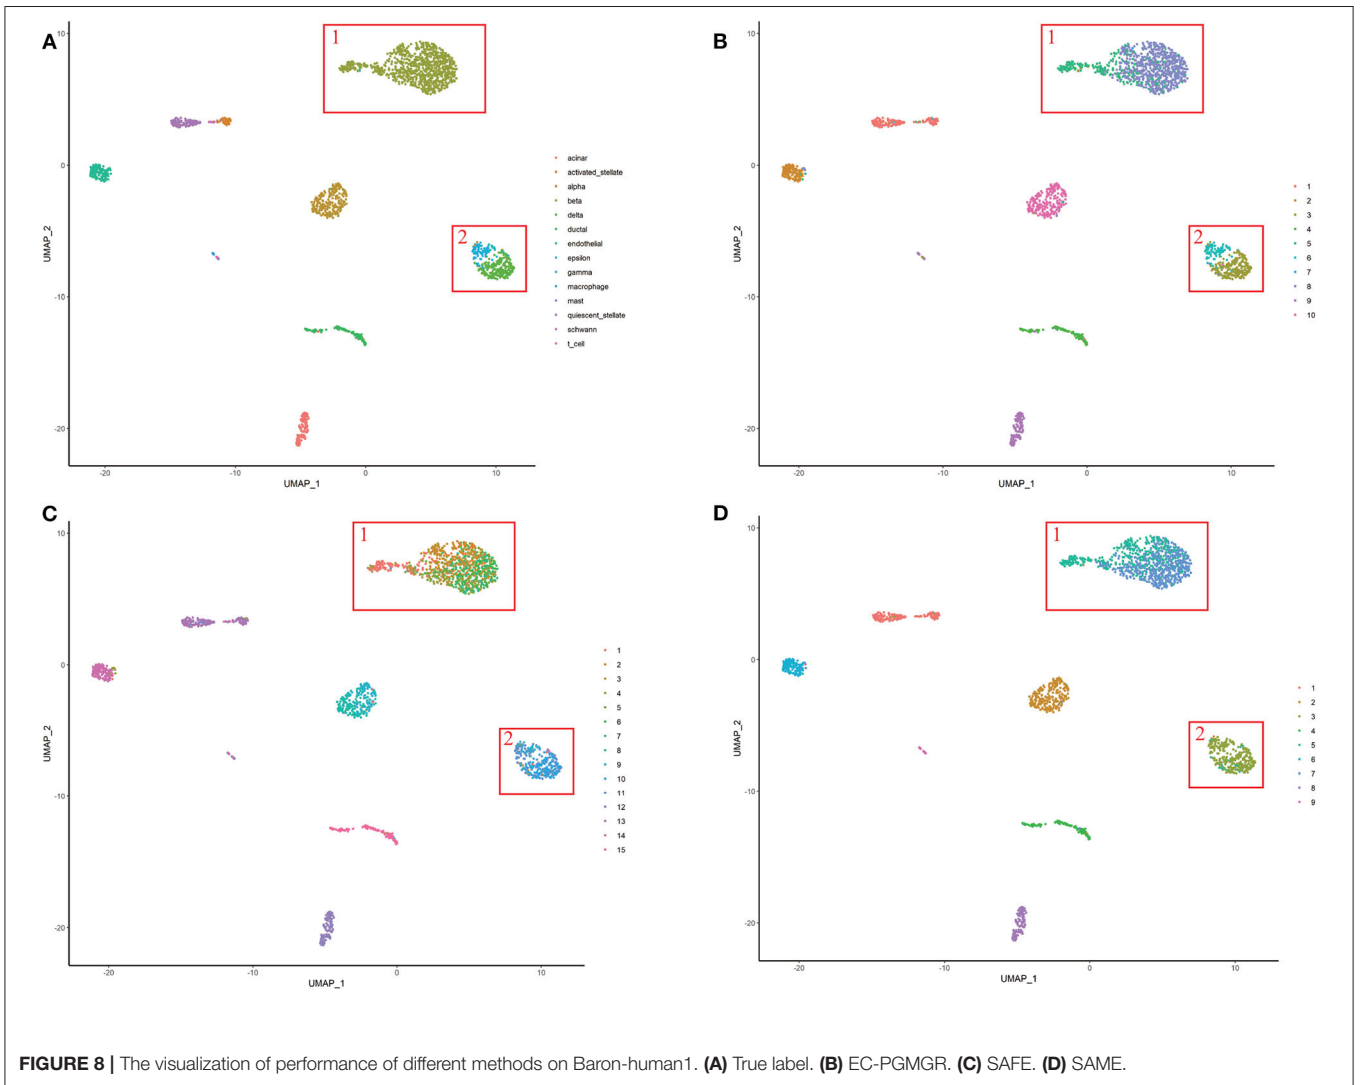 A
10
0
-10
-20
UMAP_2
-20
-10
0
10
UMAP_1
1
2
acinar
activated_stellate
alpha
beta
delta
ductal
endothelial
epsilon
gamma
macrophage
mast
quiescent_stellate
schwann
t_cell
B
10
0
-10
-20
UMAP_2
-20
-10
0
10
UMAP_1
1
2
1
2
3
4
5
6
7
8
9
10
C
10
0
-10
-20
UMAP_2
-20
-10
0
10
UMAP_1
1
2
1
2
3
4
5
6
7
8
9
10
11
12
13
14
15
D
10
0
-10
-20
UMAP_2
-20
-10
0
10
UMAP_1
1
2
1
2
3
4
5
6
7
8
9
FIGURE 8 | The visualization of performance of different methods on Baron-human1. (A) True label. (B) EC-PGMGR. (C) SAFE. (D) SAME.